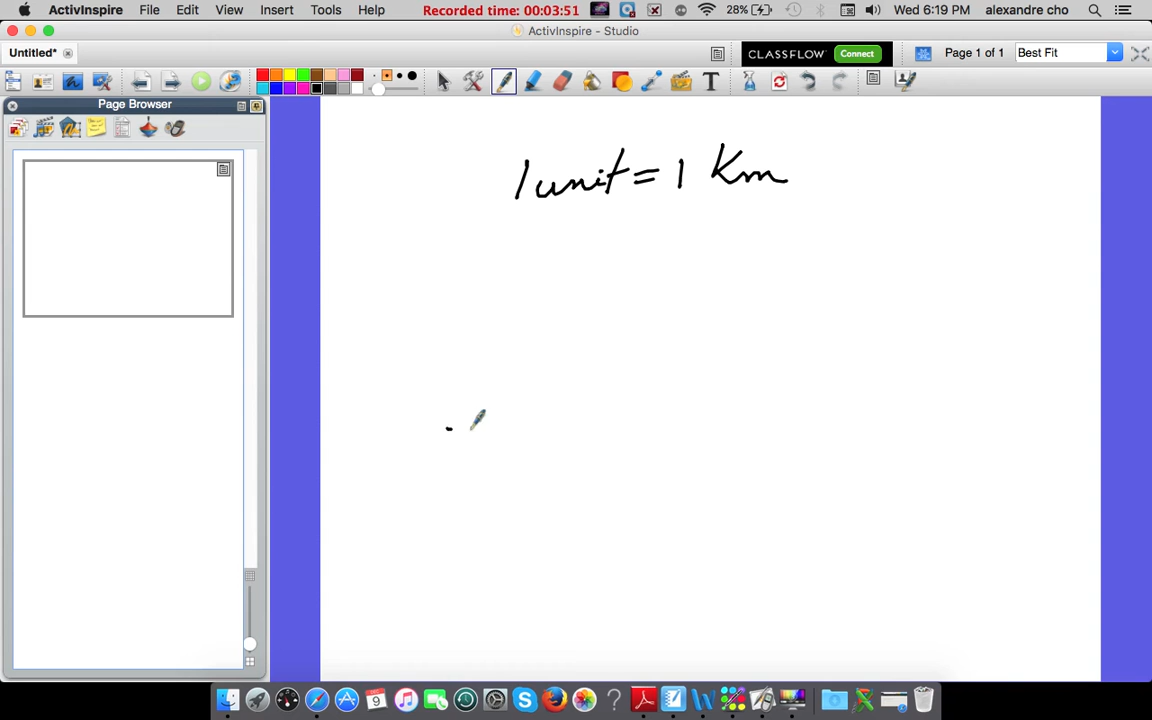 ActivInspire File Edit View Insert Tools Help Recorded time: 00:03:51 28% Wed 6:19 PM alexandre cho
ActivInspire - Studio
Untitled* CLASSFLOW Connect Page 1 of 1 Best Fit
Page Browser
1 unit = 1 Km